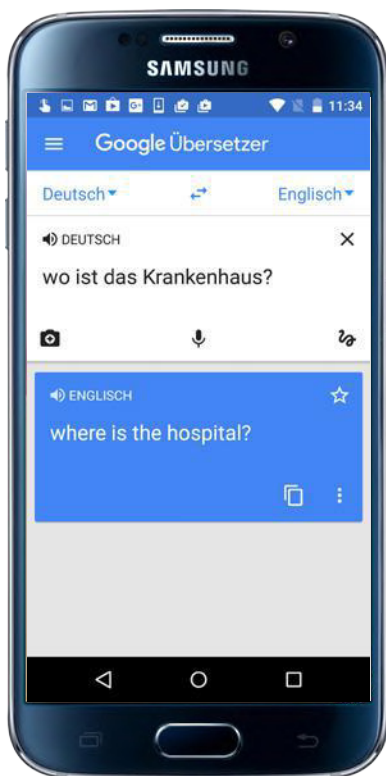 SAMSUNG
11:34
Google Übersetzer
Deutsch
Englisch
DEUTSCH
wo ist das Krankenhaus?
ENGLISCH
where is the hospital?